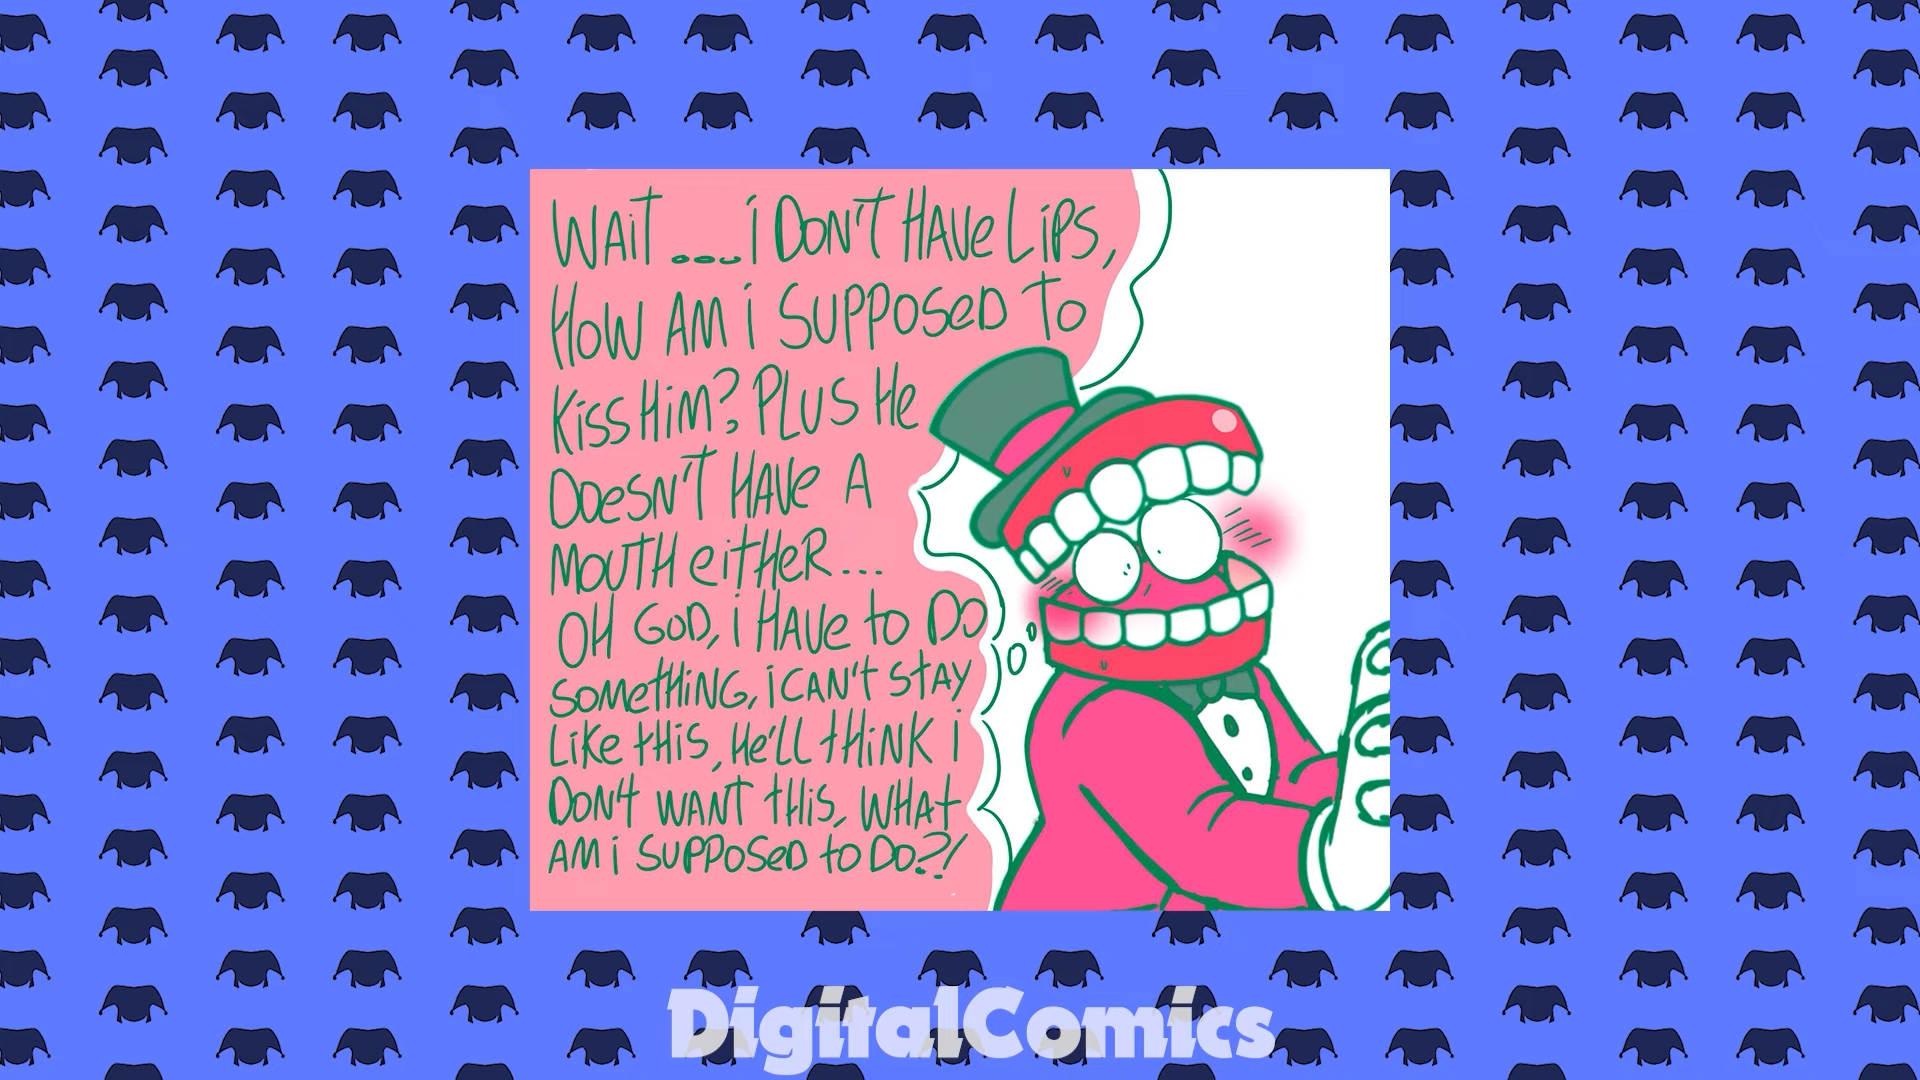 WAiT .... i DON'T HAVe LiPS,
HOW AM i SUPPOSeD To
KiSS HiM? PLUS He
DOeSN'T HAVe A
MOUTH eiTHeR...
OH GOD, i HAVe to DO
SOMetHiNG, iCAN'T StAY
LiKe tHiS, He'LL tHiNK i
DON't WANT tHiS, WHAt
AM i SUPPOSeD to DO?!
DigitalComics